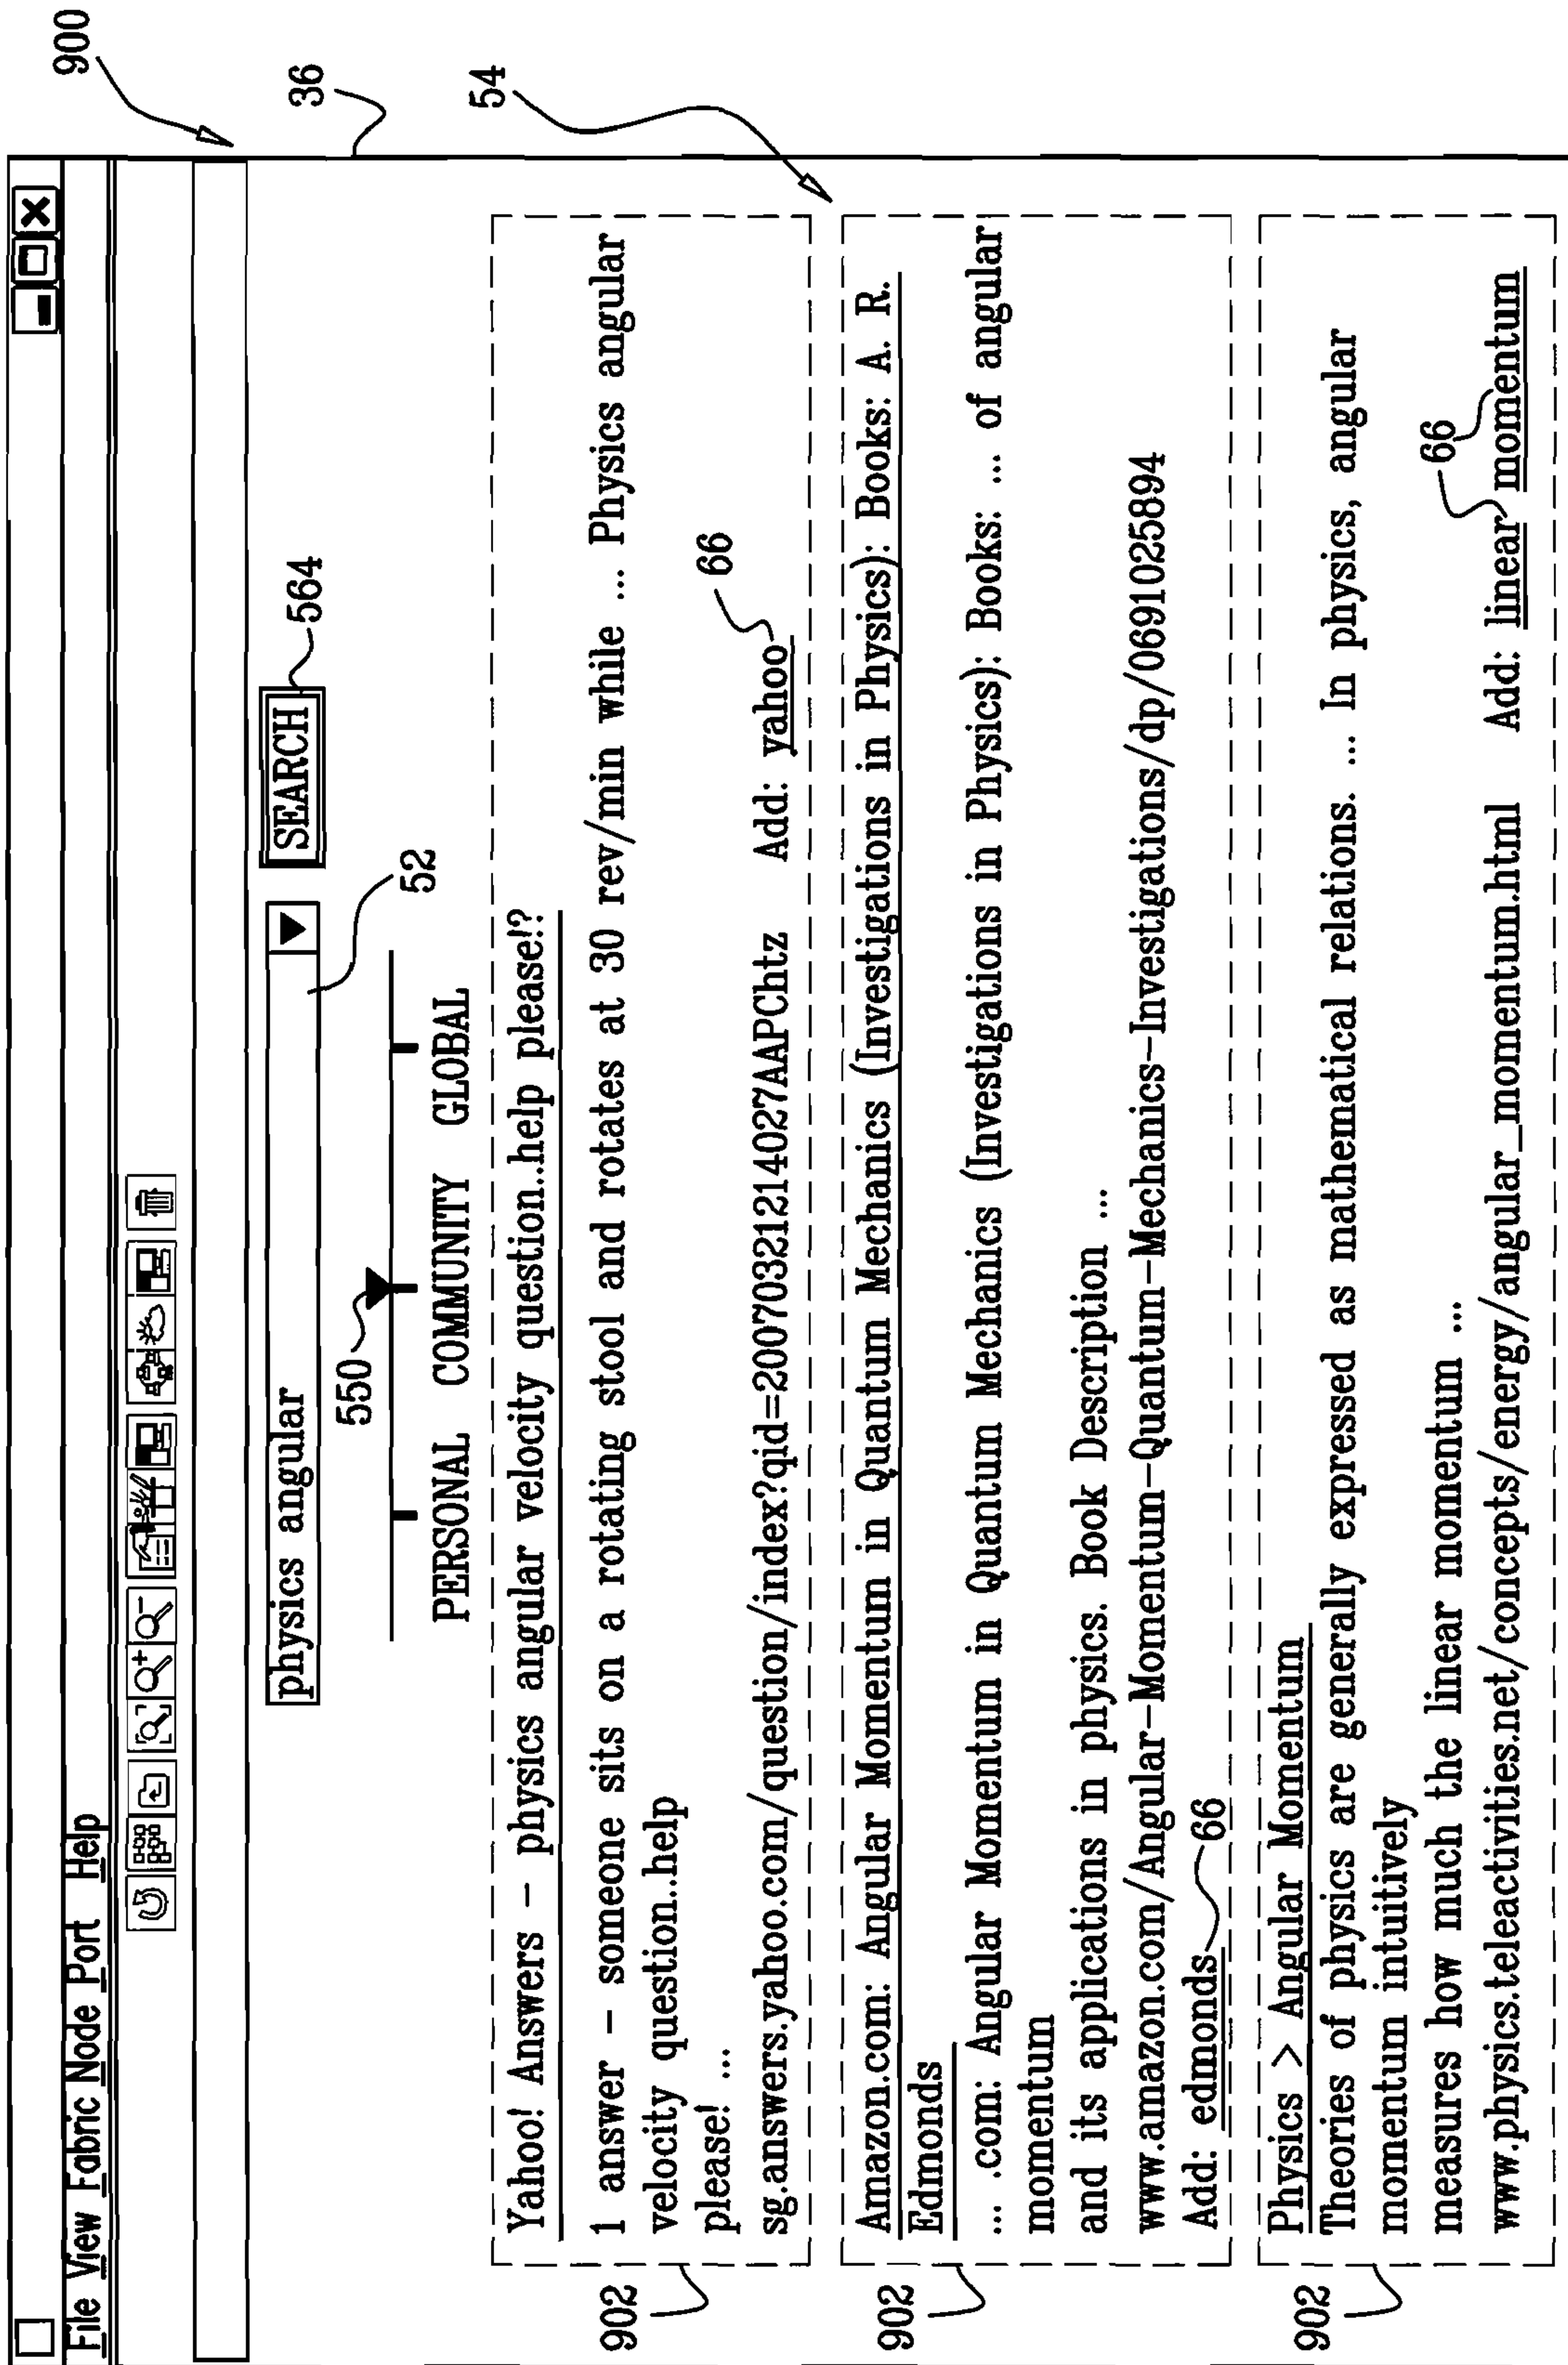 900
36
File View Fabric Node Port Help
physics angular
SEARCH
564
52
550
PERSONAL COMMUNITY GLOBAL
54
Yahoo! Answers – physics angular velocity question..help please!?
1 answer – someone sits on a rotating stool and rotates at 30 rev/min while ... Physics angular
velocity question..help
please! ...
sg.answers.yahoo.com/question/index?qid=20070321214027AAPChtz Add: yahoo
66
902
Amazon.com: Angular Momentum in Quantum Mechanics (Investigations in Physics): Books: A. R.
Edmonds
... .com: Angular Momentum in Quantum Mechanics (Investigations in Physics): Books: ... of angular
momentum
and its applications in physics. Book Description ...
www.amazon.com/Angular-Momentum-Quantum-Quantum-Mechanics-Investigations/dp/0691025894
Add: edmonds
66
902
Physics > Angular Momentum
Theories of physics are generally expressed as mathematical relations. ... In physics, angular
momentum intuitively
measures how much the linear momentum ...
www.physics.teleactivities.net/concepts/energy/angular_momentum.html Add: linear momentum
66
902